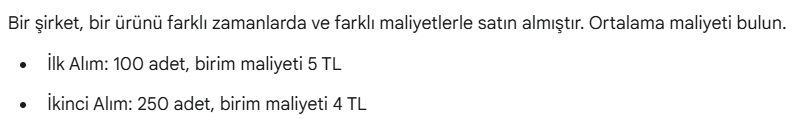 Bir şirket, bir ürünü farklı zamanlarda ve farklı maliyetlerle satın almıştır. Ortalama maliyeti bulun.
• İlk Alım: 100 adet, birim maliyeti 5 TL
• İkinci Alım: 250 adet, birim maliyeti 4 TL